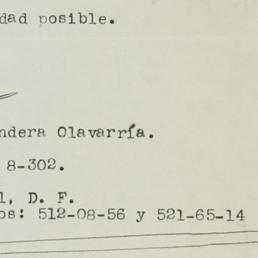 dad posible.
ndera Olavarría.
8-302.
l, D. F.
os: 512-08-56 y 521-65-14